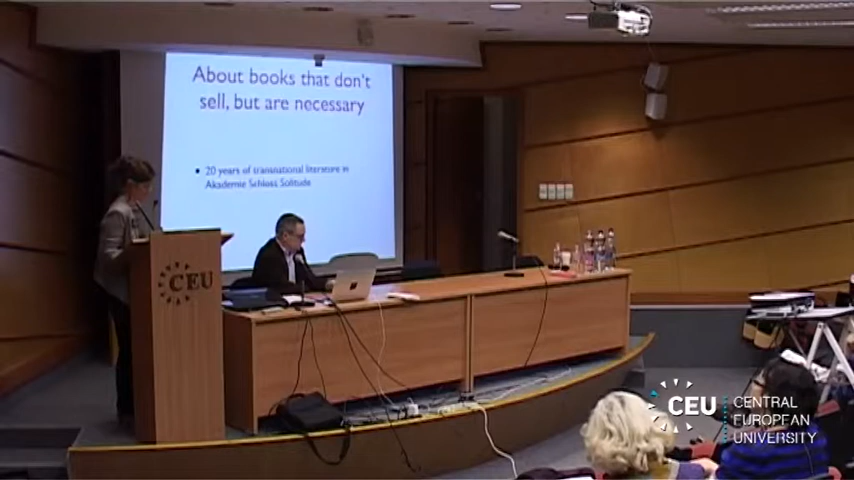 About books that don't
sell, but are necessary
• 20 years of transnational literature in
Akademie Schloss Solitude
CEU
CEU
CENTRAL
EUROPEAN
UNIVERSITY